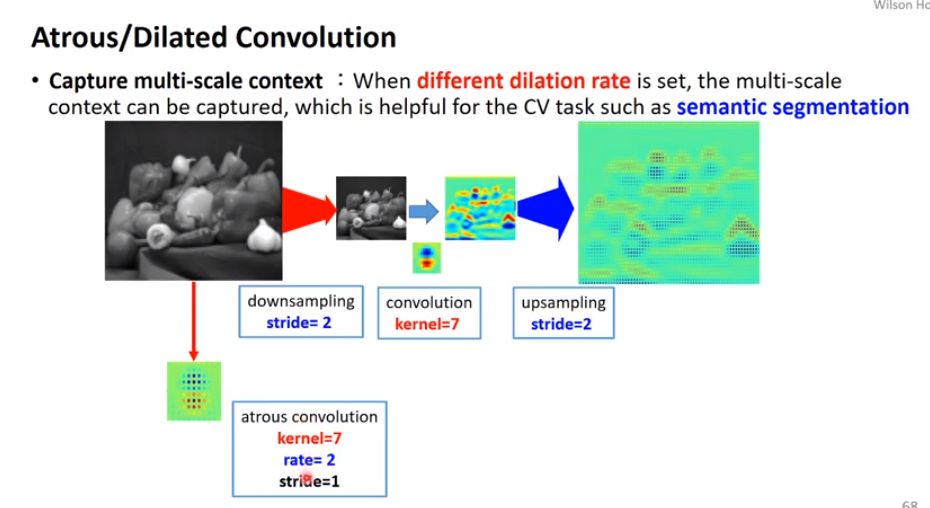 Wilson Ho
Atrous/Dilated Convolution
• Capture multi-scale context ：When different dilation rate is set, the multi-scale
context can be captured, which is helpful for the CV task such as semantic segmentation
downsampling
stride= 2
convolution
kernel=7
upsampling
stride=2
atrous convolution
kernel=7
rate= 2
stride=1
68